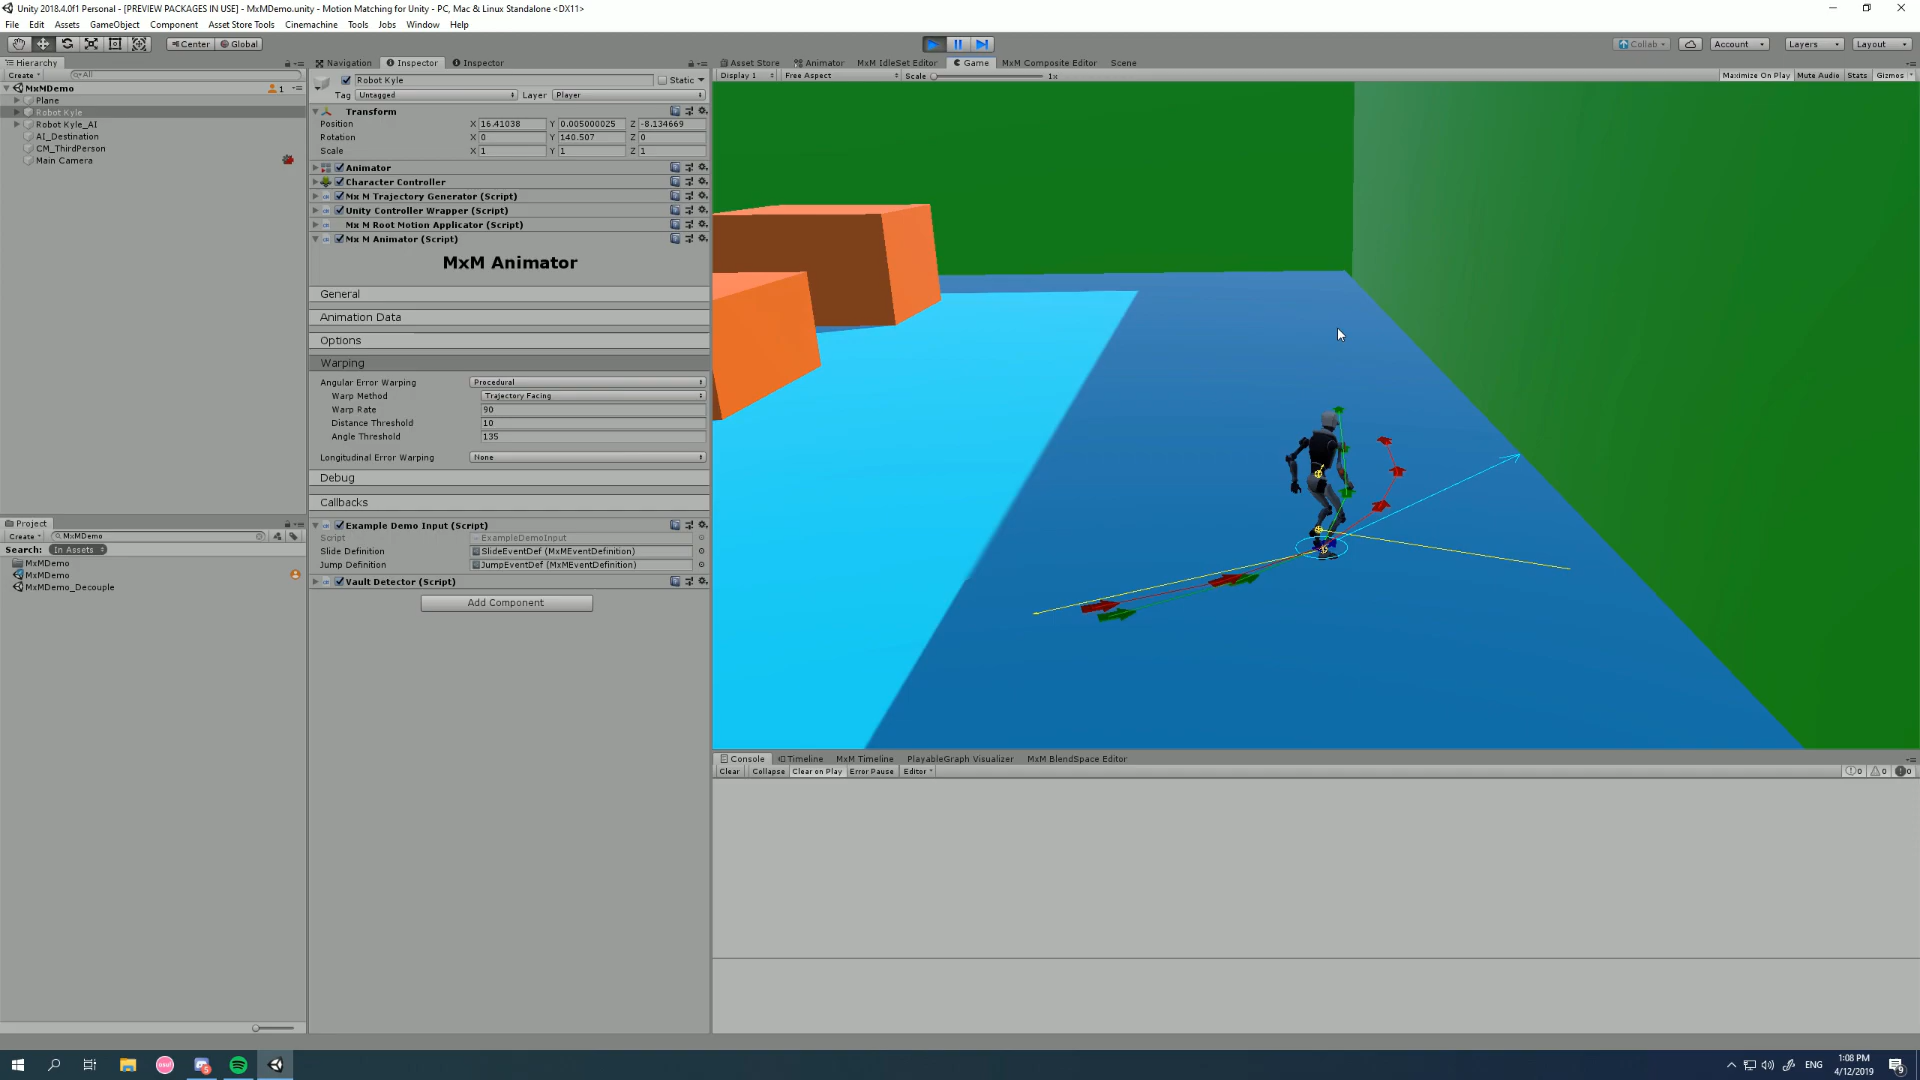 Unity 2018.4.0f1 Personal - [PREVIEW PACKAGES IN USE] - MxMDemo.unity - Motion Matching for Unity - PC, Mac & Linux Standalone <DX11>
File Edit Assets GameObject Component Asset Store Tools Cinemachine Tools Jobs Window Help
Center Global
Collab Account Layers Layout
Hierarchy
Create All
MxMDemo 1
Plane
Robot Kyle
Robot Kyle_AI
AI_Destination
CM_ThirdPerson
Main Camera
Project
Create MxMDemo
Search: In Assets
MxMDemo
MxMDemo
MxMDemo_Decouple
Navigation Inspector Inspector
Robot Kyle Static
Tag Untagged Layer Player
Transform
Position X 16.41038 Y 0.005000025 Z -8.134669
Rotation X 0 Y 140.507 Z 0
Scale X 1 Y 1 Z 1
Animator
Character Controller
Mx M Trajectory Generator (Script)
Unity Controller Wrapper (Script)
Mx M Root Motion Applicator (Script)
Mx M Animator (Script)
MxM Animator
General
Animation Data
Options
Warping
Angular Error Warping Procedural
Warp Method Trajectory Facing
Warp Rate 90
Distance Threshold 10
Angle Threshold 135
Longitudinal Error Warping None
Debug
Callbacks
Example Demo Input (Script)
Script ExampleDemoInput
Slide Definition SlideEventDef (MxMEventDefinition)
Jump Definition JumpEventDef (MxMEventDefinition)
Vault Detector (Script)
Add Component
Asset Store Animator MxM IdleSet Editor Game MxM Composite Editor Scene
Display 1 Free Aspect Scale 1x Maximize On Play Mute Audio Stats Gizmos
Console Timeline MxM Timeline PlayableGraph Visualizer MxM BlendSpace Editor
Clear Collapse Clear on Play Error Pause Editor 0 0 0
ENG 1:08 PM
4/12/2019